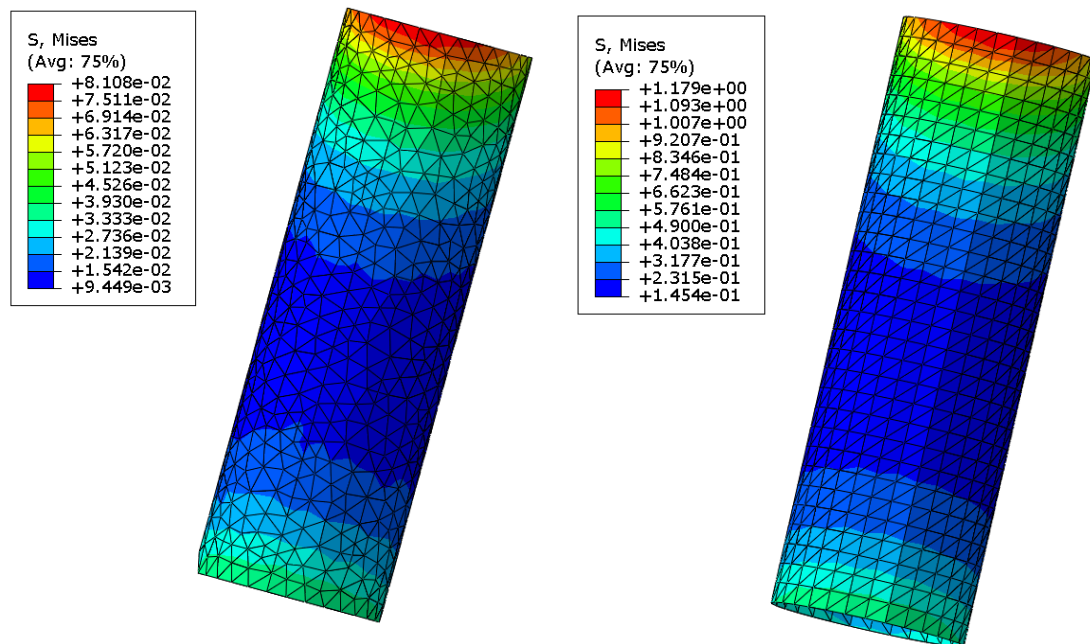 S, Mises
(Avg: 75%)
+8.108e-02
+7.511e-02
+6.914e-02
+6.317e-02
+5.720e-02
+5.123e-02
+4.526e-02
+3.930e-02
+3.333e-02
+2.736e-02
+2.139e-02
+1.542e-02
+9.449e-03
S, Mises
(Avg: 75%)
+1.179e+00
+1.093e+00
+1.007e+00
+9.207e-01
+8.346e-01
+7.484e-01
+6.623e-01
+5.761e-01
+4.900e-01
+4.038e-01
+3.177e-01
+2.315e-01
+1.454e-01